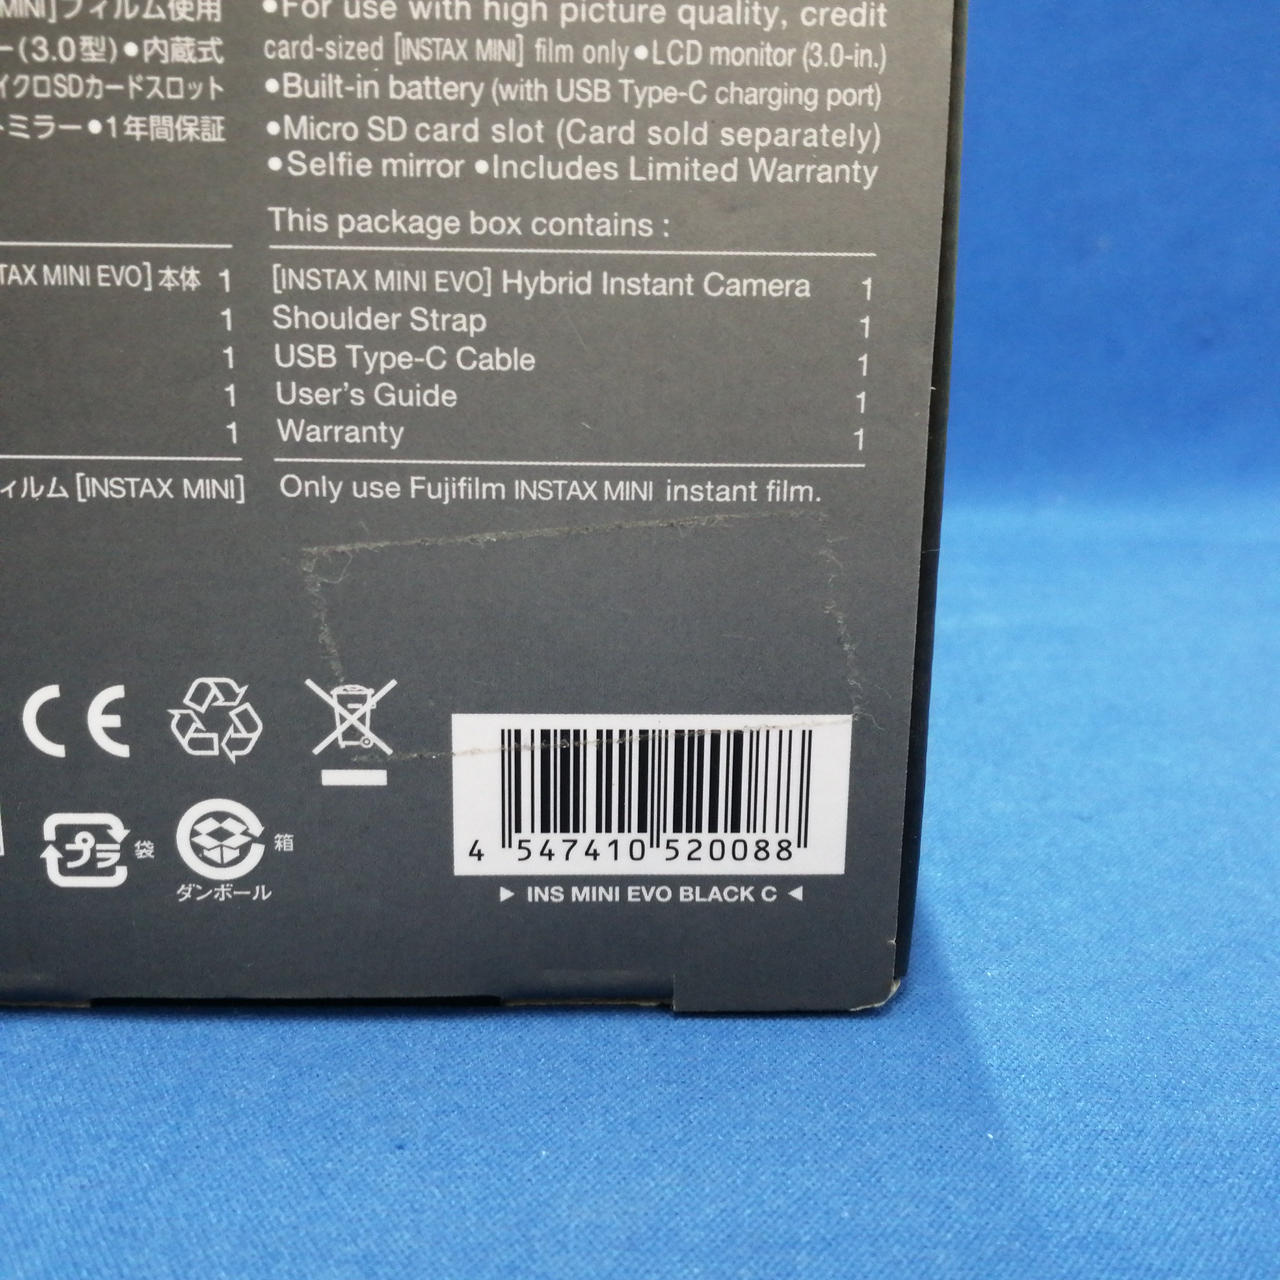 MINI]フィルム使用
ー(3.0型)●内蔵式
イクロSDカードスロット
トミラー●1年間保証
TAX MINI EVO]本体 1
1
1
1
1
ィルム[INSTAX MINI]
●For use with high picture quality, credit
card-sized [INSTAX MINI] film only●LCD monitor (3.0-in.)
●Built-in battery (with USB Type-C charging port)
●Micro SD card slot (Card sold separately)
●Selfie mirror ●Includes Limited Warranty
This package box contains :
[INSTAX MINI EVO] Hybrid Instant Camera 1
Shoulder Strap 1
USB Type-C Cable 1
User's Guide 1
Warranty 1
Only use Fujifilm INSTAX MINI instant film.
CE
プラ 袋
箱
ダンボール
4 547410 520088
▶ INS MINI EVO BLACK C ◀